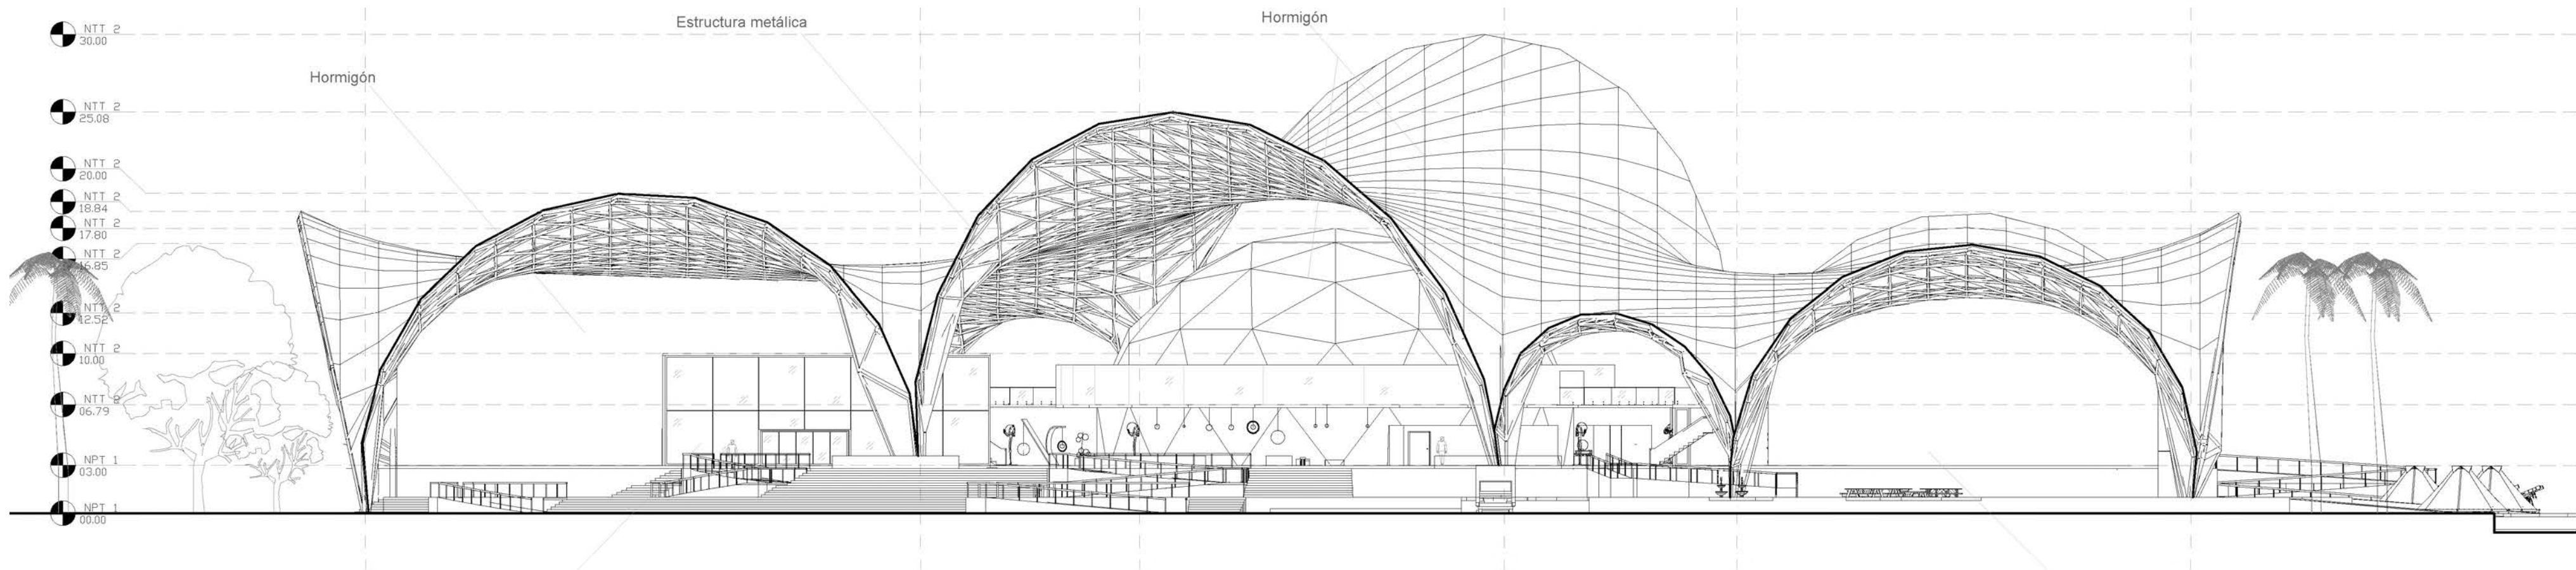 Estructura metálica
Hormigón
Hormigón
NTT 2
30.00
NTT 2
25.08
NTT 2
20.00
NTT 2
18.84
NTT 2
17.80
NTT 2
16.85
NTT 2
12.52
NTT 2
10.00
NTT 2
06.79
NPT 1
03.00
NPT 1
00.00